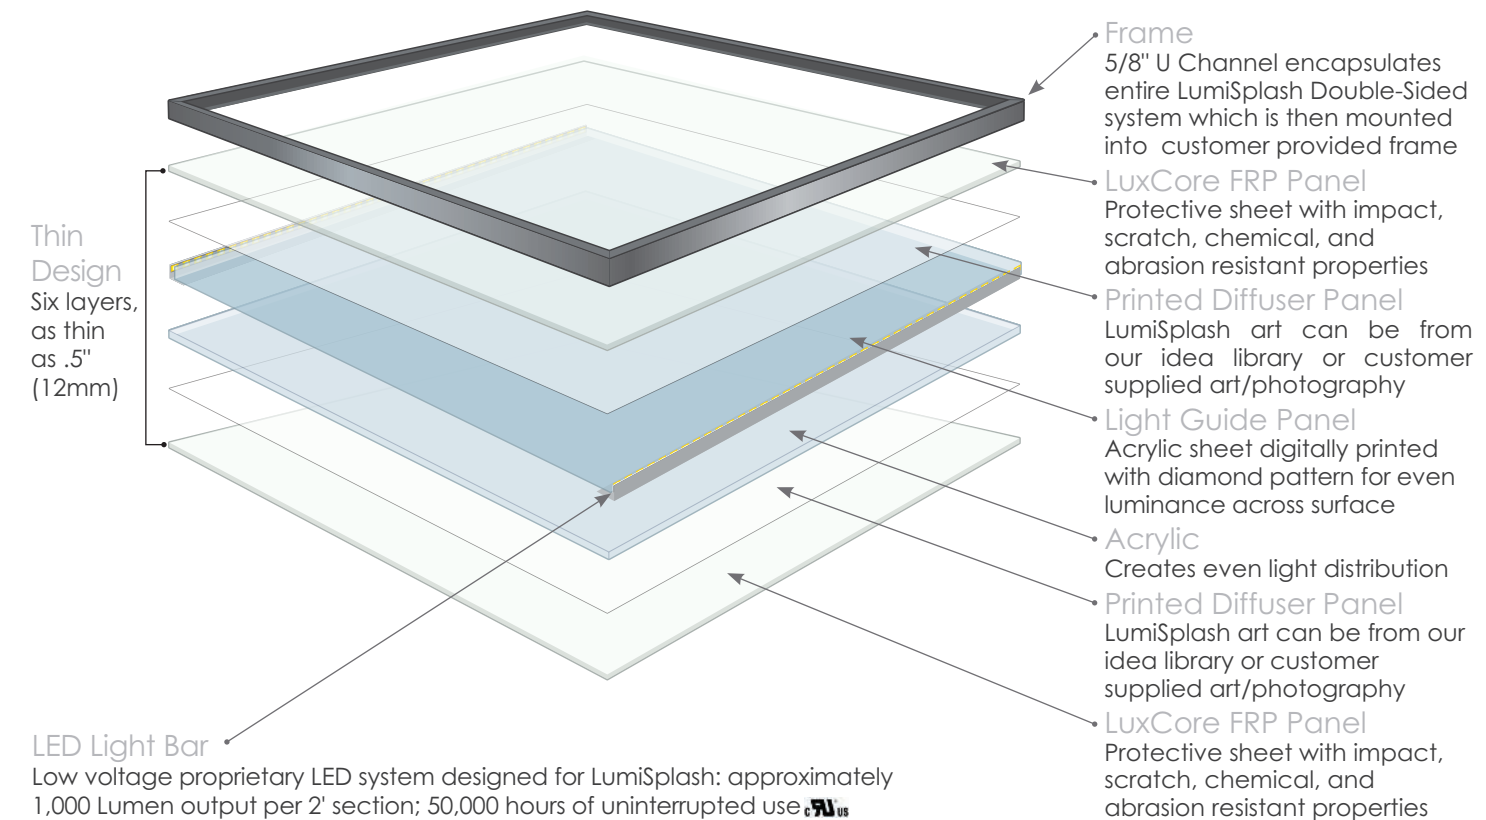 Frame
5/8" U Channel encapsulates
entire LumiSplash Double-Sided
system which is then mounted
into customer provided frame
LuxCore FRP Panel
Protective sheet with impact,
scratch, chemical, and
abrasion resistant properties
Printed Diffuser Panel
LumiSplash art can be from
our idea library or customer
supplied art/photography
Light Guide Panel
Acrylic sheet digitally printed
with diamond pattern for even
luminance across surface
Acrylic
Creates even light distribution
Printed Diffuser Panel
LumiSplash art can be from our
idea library or customer
supplied art/photography
LuxCore FRP Panel
Protective sheet with impact,
scratch, chemical, and
abrasion resistant properties
Thin
Design
Six layers,
as thin
as .5"
(12mm)
LED Light Bar
Low voltage proprietary LED system designed for LumiSplash: approximately
1,000 Lumen output per 2' section; 50,000 hours of uninterrupted use c RU US